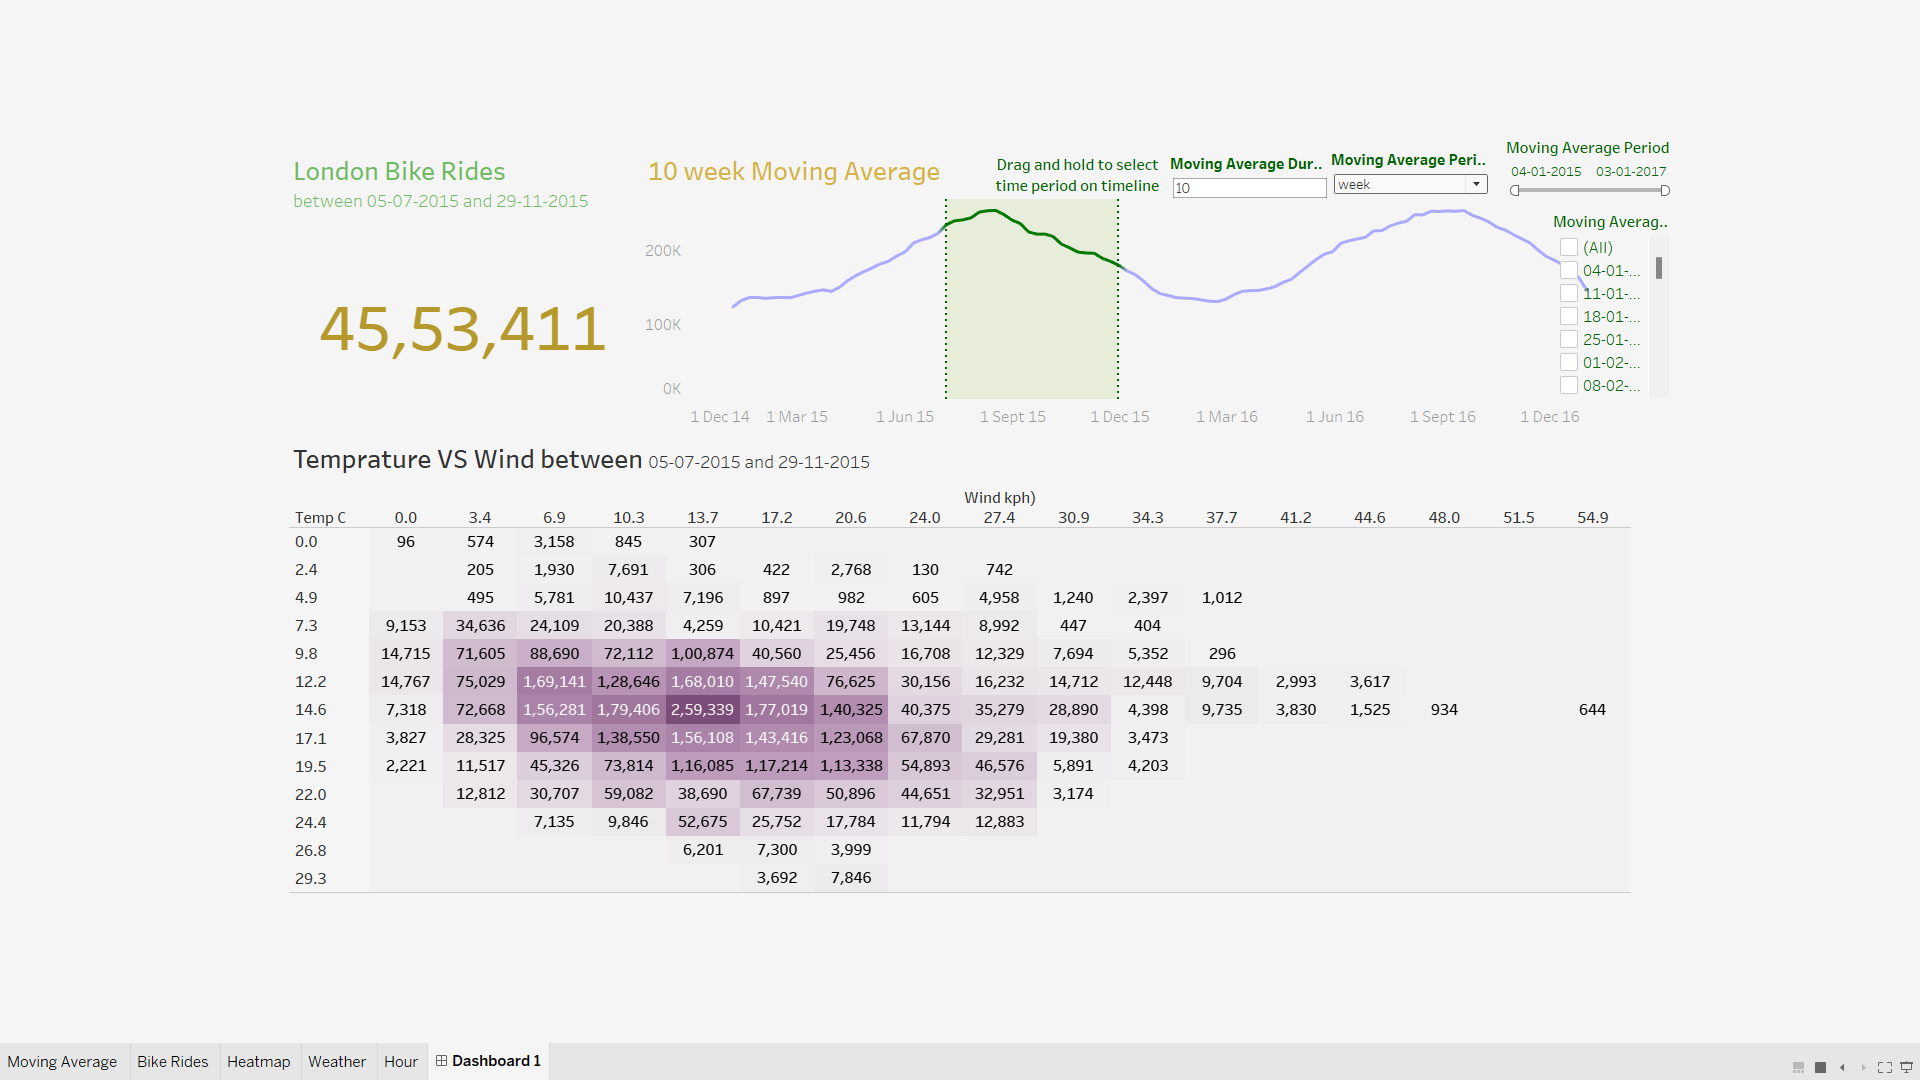 London Bike Rides
between 05-07-2015 and 29-11-2015
45,53,411
10 week Moving Average
Drag and hold to select
time period on timeline
Moving Average Dur..
10
Moving Average Peri..
week
Moving Average Period
04-01-2015 03-01-2017
Moving Averag..
(All)
04-01-...
11-01-...
18-01-...
25-01-...
01-02-...
08-02-...
200K
100K
0K
1 Dec 14 1 Mar 15 1 Jun 15 1 Sept 15 1 Dec 15 1 Mar 16 1 Jun 16 1 Sept 16 1 Dec 16
Temprature VS Wind between 05-07-2015 and 29-11-2015
Wind kph)
Temp C 0.0 3.4 6.9 10.3 13.7 17.2 20.6 24.0 27.4 30.9 34.3 37.7 41.2 44.6 48.0 51.5 54.9
0.0 96 574 3,158 845 307
2.4 205 1,930 7,691 306 422 2,768 130 742
4.9 495 5,781 10,437 7,196 897 982 605 4,958 1,240 2,397 1,012
7.3 9,153 34,636 24,109 20,388 4,259 10,421 19,748 13,144 8,992 447 404
9.8 14,715 71,605 88,690 72,112 1,00,874 40,560 25,456 16,708 12,329 7,694 5,352 296
12.2 14,767 75,029 1,69,141 1,28,646 1,68,010 1,47,540 76,625 30,156 16,232 14,712 12,448 9,704 2,993 3,617
14.6 7,318 72,668 1,56,281 1,79,406 2,59,339 1,77,019 1,40,325 40,375 35,279 28,890 4,398 9,735 3,830 1,525 934 644
17.1 3,827 28,325 96,574 1,38,550 1,56,108 1,43,416 1,23,068 67,870 29,281 19,380 3,473
19.5 2,221 11,517 45,326 73,814 1,16,085 1,17,214 1,13,338 54,893 46,576 5,891 4,203
22.0 12,812 30,707 59,082 38,690 67,739 50,896 44,651 32,951 3,174
24.4 7,135 9,846 52,675 25,752 17,784 11,794 12,883
26.8 6,201 7,300 3,999
29.3 3,692 7,846
Moving Average Bike Rides Heatmap Weather Hour Dashboard 1